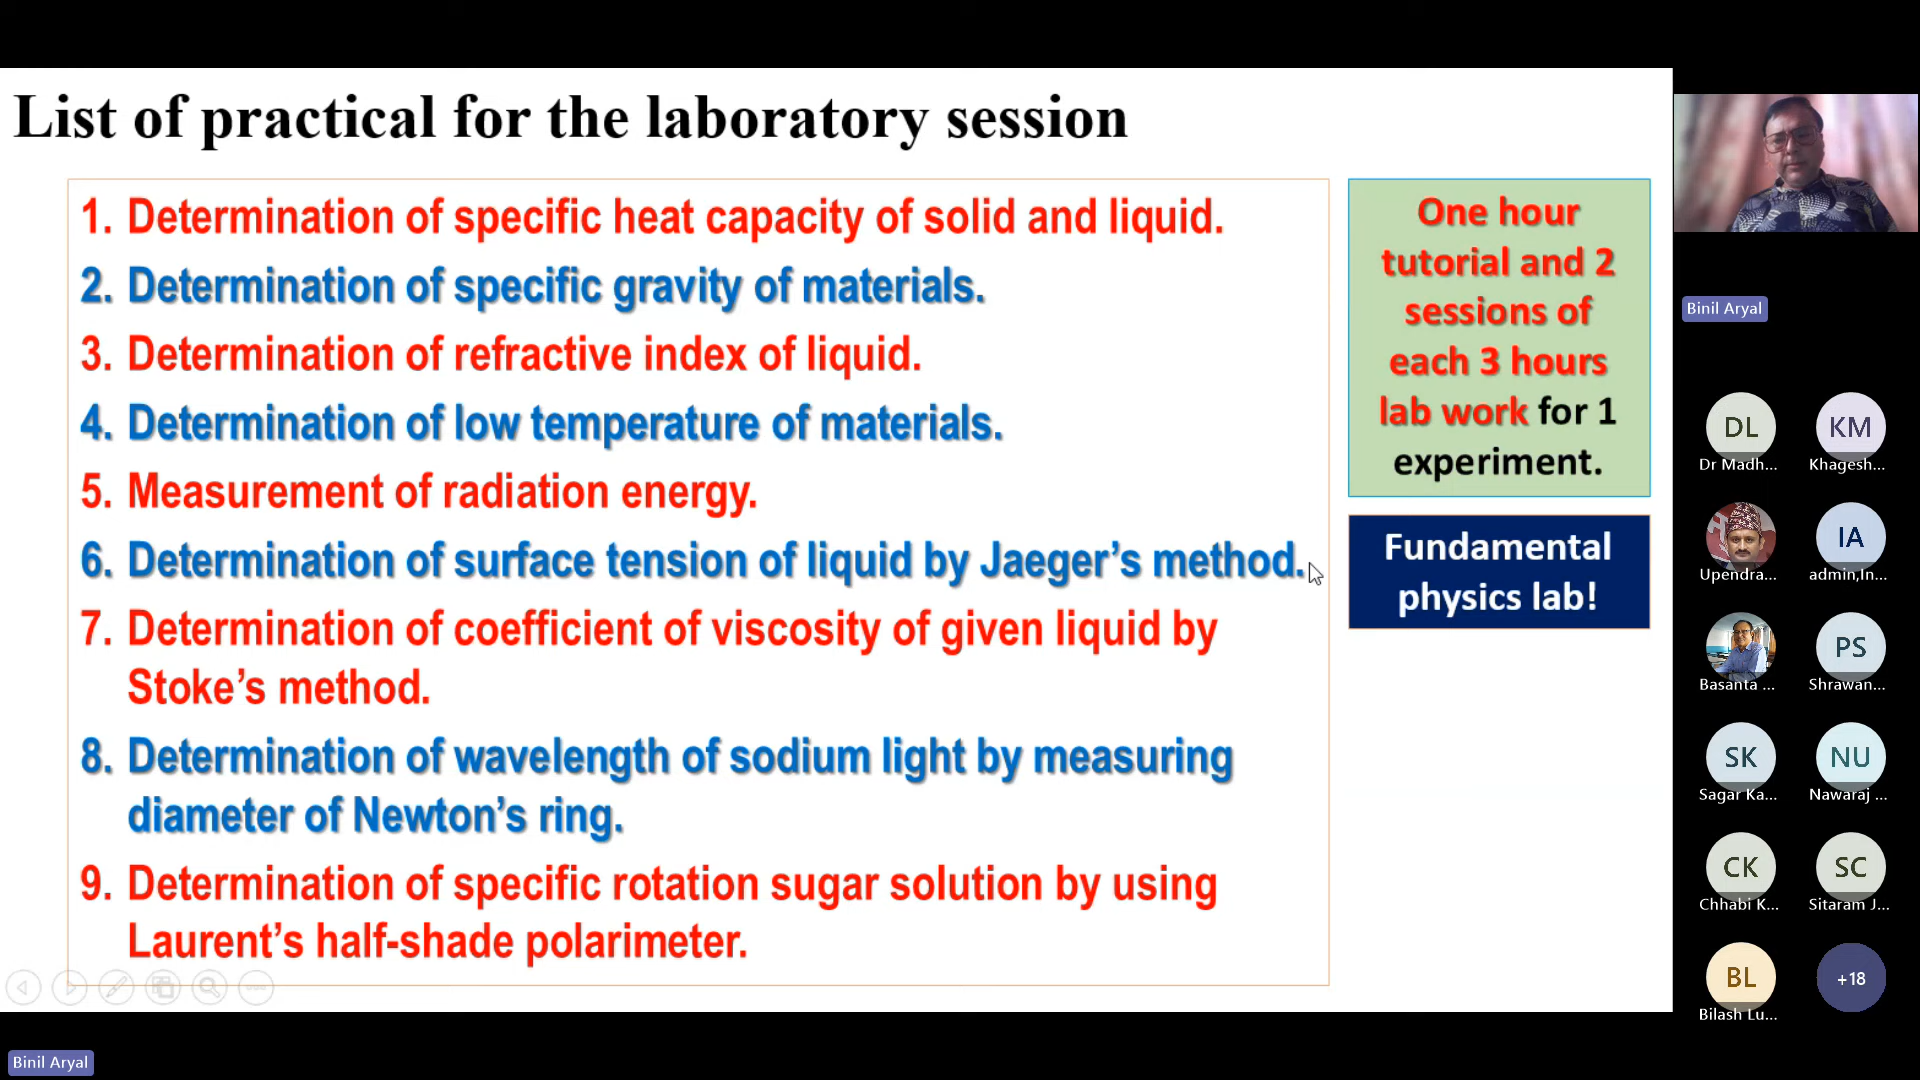 List of practical for the laboratory session
1. Determination of specific heat capacity of solid and liquid.
2. Determination of specific gravity of materials.
3. Determination of refractive index of liquid.
4. Determination of low temperature of materials.
5. Measurement of radiation energy.
6. Determination of surface tension of liquid by Jaeger’s method.
7. Determination of coefficient of viscosity of given liquid by
Stoke’s method.
8. Determination of wavelength of sodium light by measuring
diameter of Newton’s ring.
9. Determination of specific rotation sugar solution by using
Laurent’s half-shade polarimeter.
One hour
tutorial and 2
sessions of
each 3 hours
lab work for 1
experiment.
Fundamental
physics lab!
Binil Aryal
DL
Dr Madh...
KM
Khagesh...
Upendra...
IA
admin,In...
Basanta ...
PS
Shrawan...
SK
Sagar Ka...
NU
Nawaraj ...
CK
Chhabi K...
SC
Sitaram J...
BL
Bilash Lu...
+18
Binil Aryal